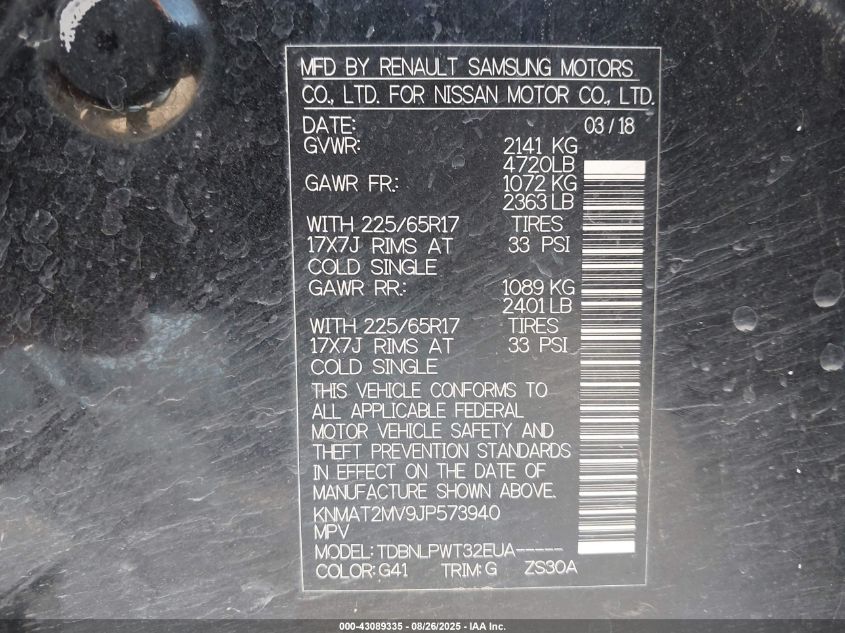 MFD BY RENAULT SAMSUNG MOTORS
CO., LTD. FOR NISSAN MOTOR CO., LTD.
DATE: 03 / 18
GVWR: 2141 KG
4720LB
GAWR FR.: 1072 KG
2363 LB
WITH 225/65R17 TIRES
17X7J RIMS AT 33 PSI
COLD SINGLE
GAWR RR.: 1089 KG
2401 LB
WITH 225/65R17 TIRES
17X7J RIMS AT 33 PSI
COLD SINGLE
THIS VEHICLE CONFORMS TO
ALL APPLICABLE FEDERAL
MOTOR VEHICLE SAFETY AND
THEFT PREVENTION STANDARDS
IN EFFECT ON THE DATE OF
MANUFACTURE SHOWN ABOVE.
KNMAT2MV9JP573940
MPV
MODEL: TDBNLPWT32EUA-----
COLOR: G41 TRIM: G ZS30A
000-43089335 - 08/26/2025 - IAA Inc.